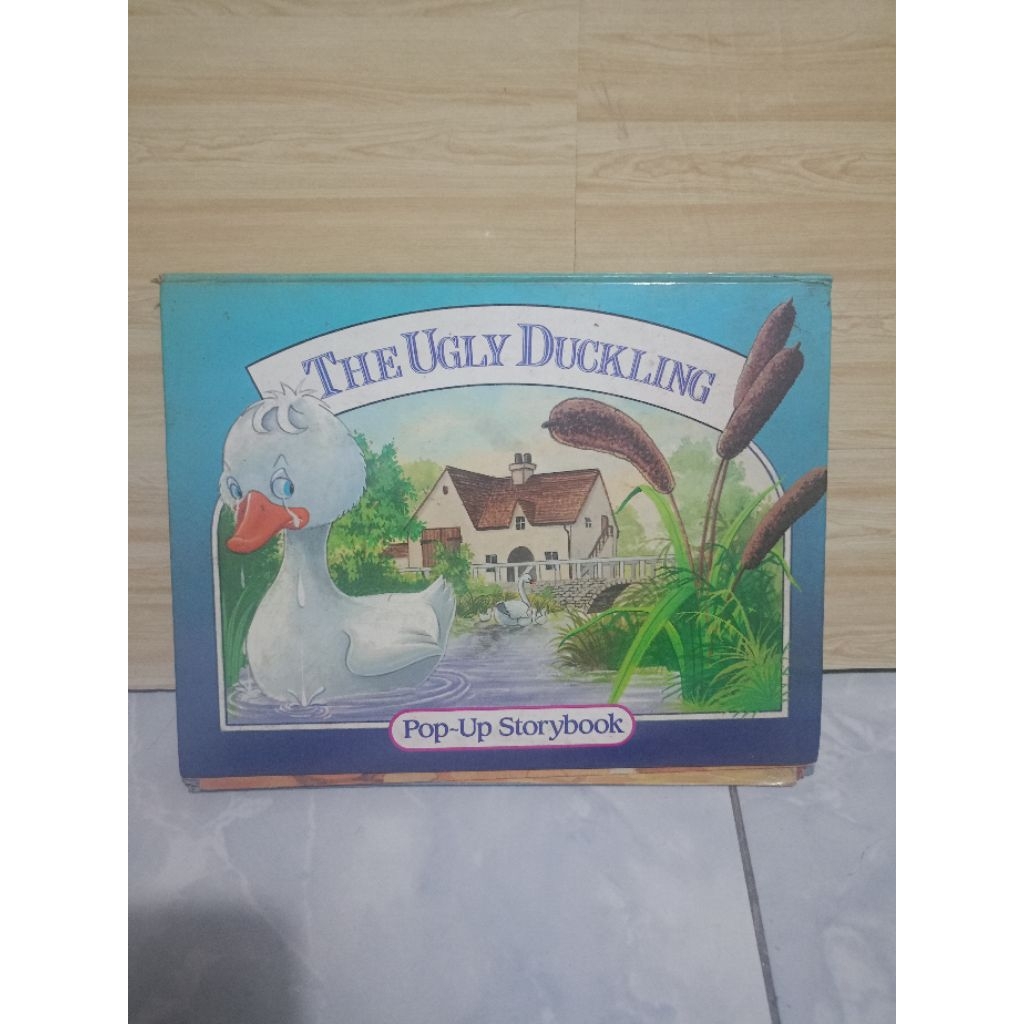 THE UGLY DUCKLING
Pop-Up Storybook